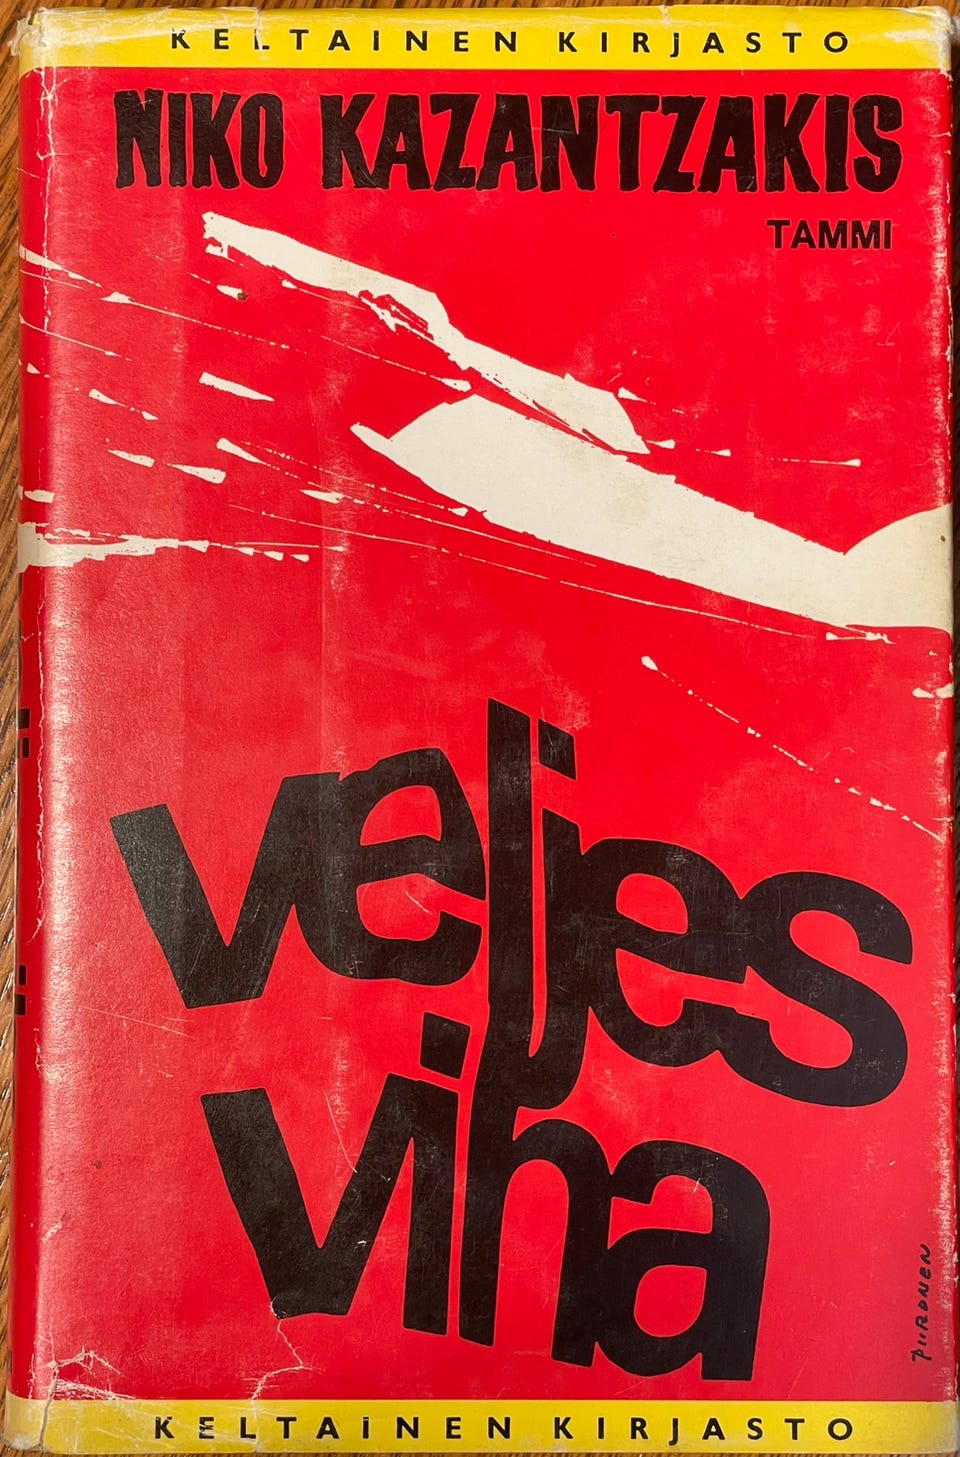 KELTAINEN KIRJASTO
NIKO KAZANTZAKIS
TAMMI
veljes
viha
PIIRONEN
KELTAINEN KIRJASTO